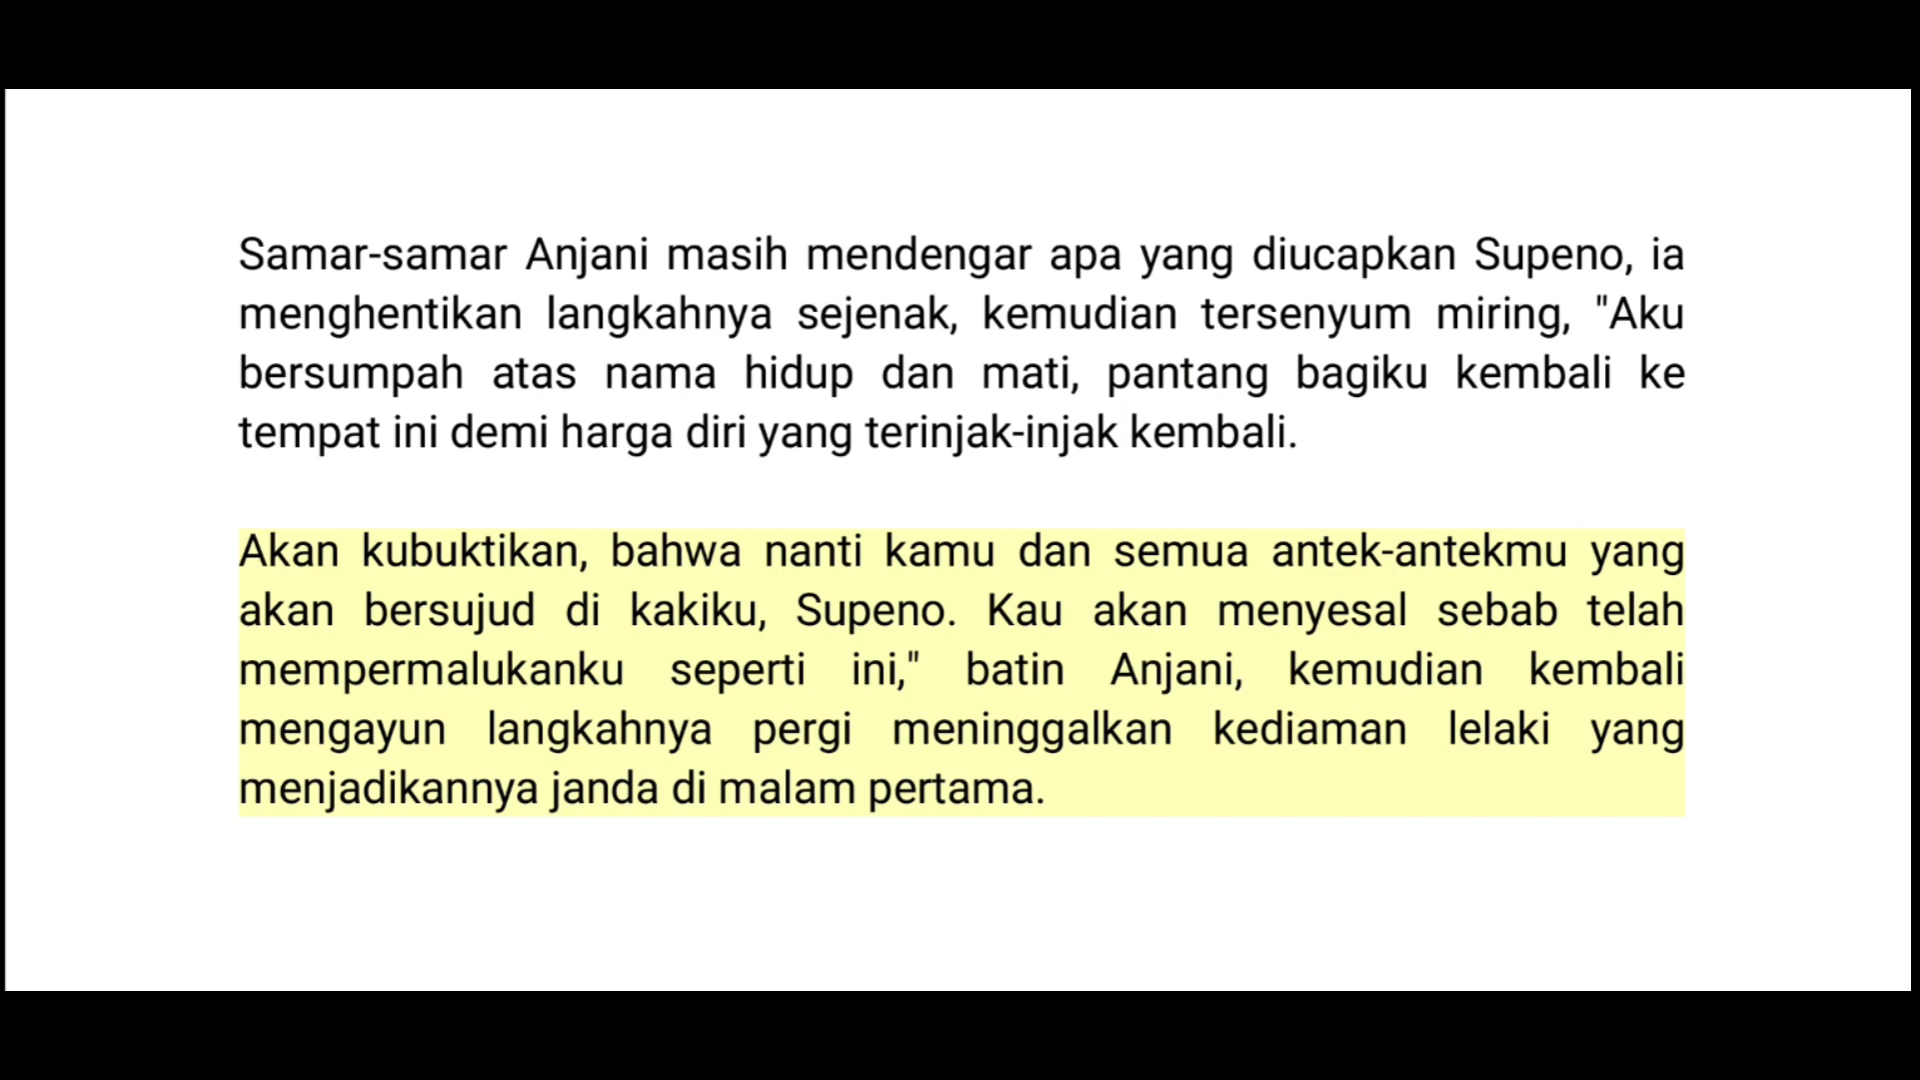 Samar-samar Anjani masih mendengar apa yang diucapkan Supeno, ia
menghentikan langkahnya sejenak, kemudian tersenyum miring, "Aku
bersumpah atas nama hidup dan mati, pantang bagiku kembali ke
tempat ini demi harga diri yang terinjak-injak kembali.
Akan kubuktikan, bahwa nanti kamu dan semua antek-antekmu yang
akan bersujud di kakiku, Supeno. Kau akan menyesal sebab telah
mempermalukanku seperti ini," batin Anjani, kemudian kembali
mengayun langkahnya pergi meninggalkan kediaman lelaki yang
menjadikannya janda di malam pertama.